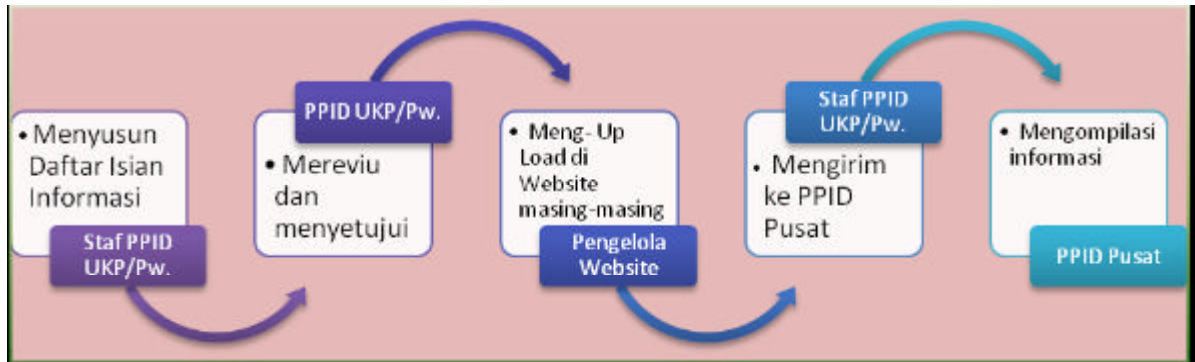 • Menyusun
Daftar Isian
Informasi
Staf PPID
UKP/Pw.
PPID UKP/Pw.
• Mereviu
dan
menyetujui
• Meng- Up
Load di
Website
masing-masing
Pengelola
Website
Staf PPID
UKP/Pw.
• Mengirim
ke PPID
Pusat
• Mengompilasi
informasi
PPID Pusat